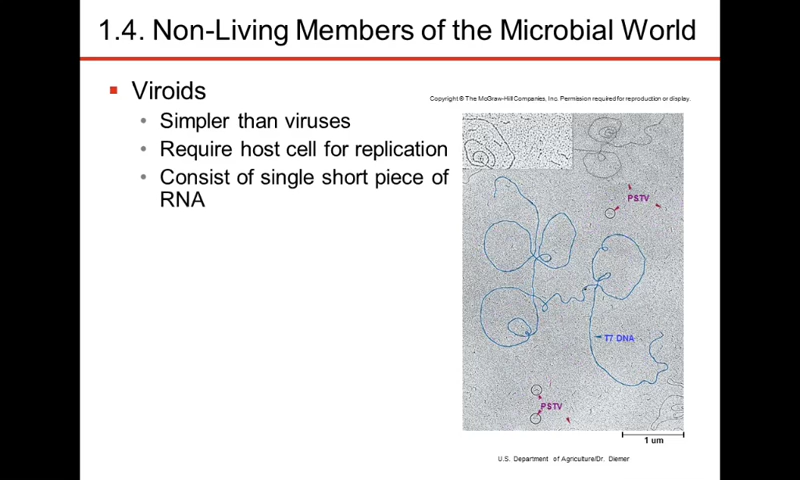 1.4. Non-Living Members of the Microbial World
▪ Viroids
• Simpler than viruses
• Require host cell for replication
• Consist of single short piece of
RNA
Copyright © The McGraw-Hill Companies, Inc. Permission required for reproduction or display.
PSTV
T7 DNA
PSTV
1 um
U.S. Department of Agriculture/Dr. Diemer